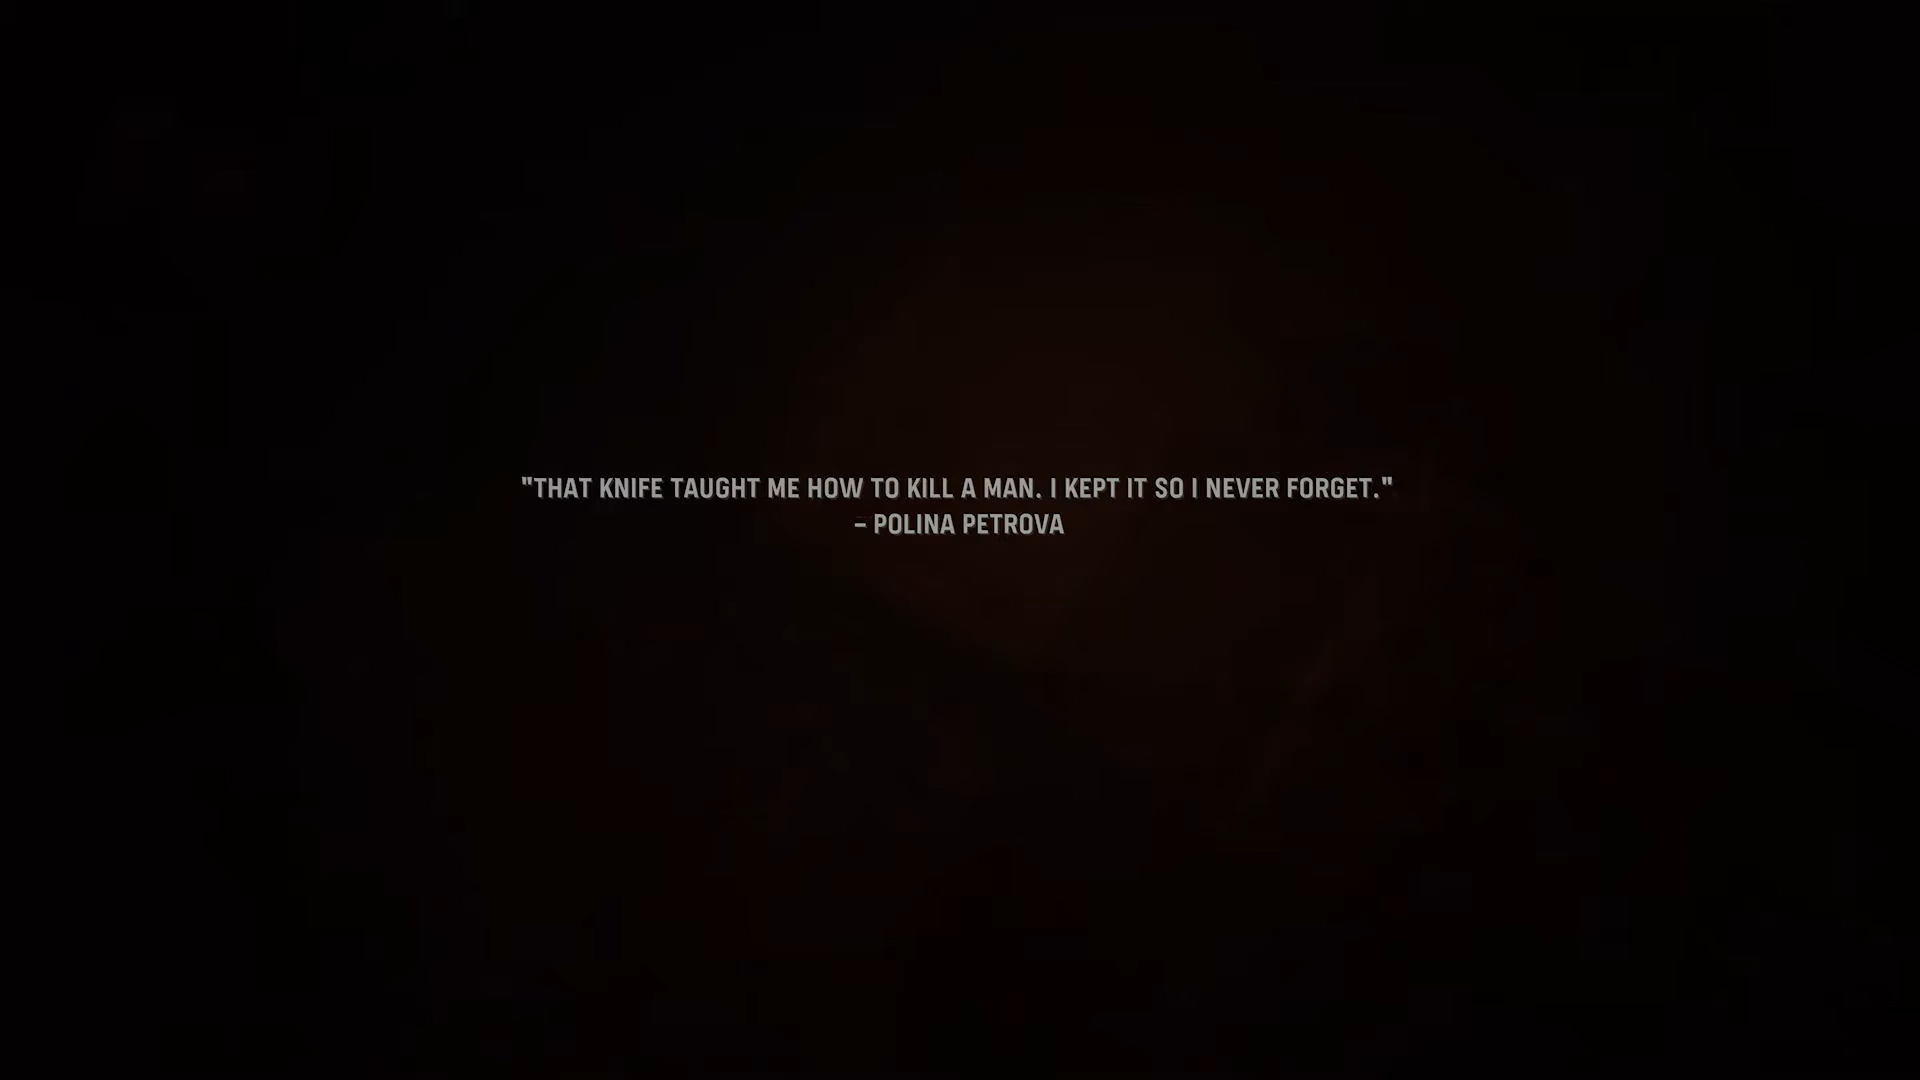 "THAT KNIFE TAUGHT ME HOW TO KILL A MAN. I KEPT IT SO I NEVER FORGET."
– POLINA PETROVA